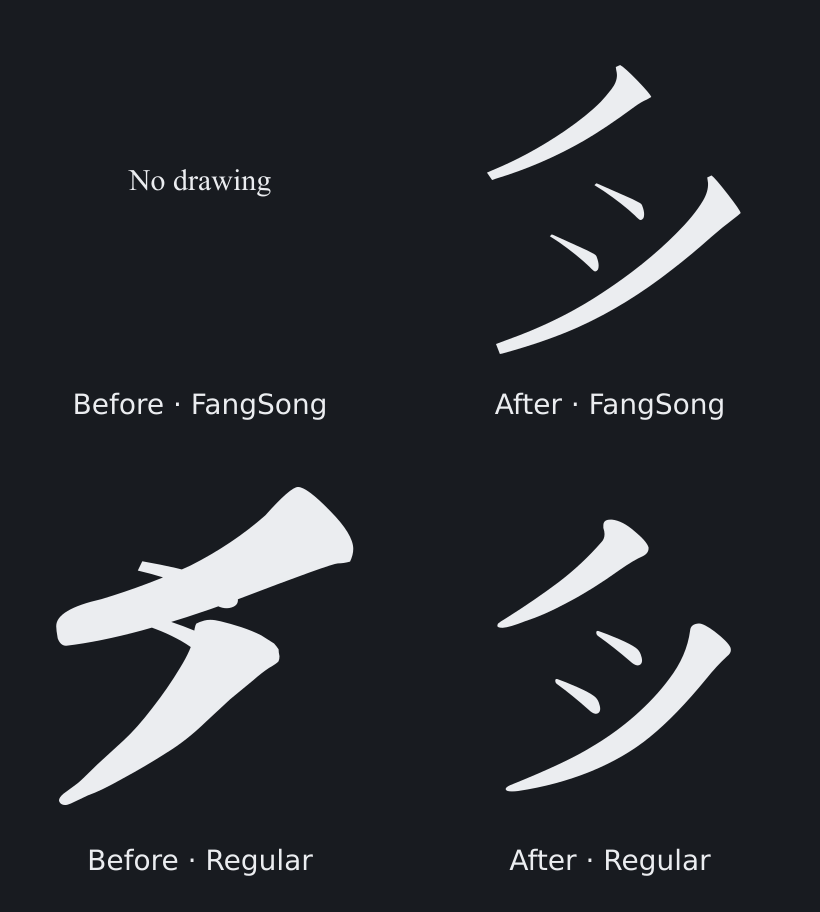 No drawing
Before · FangSong
After · FangSong
Before · Regular
After · Regular